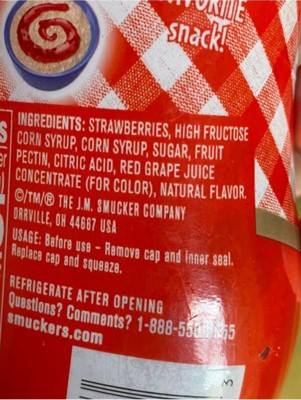 FAVORITE
snack!
INGREDIENTS: STRAWBERRIES, HIGH FRUCTOSE
CORN SYRUP, CORN SYRUP, SUGAR, FRUIT
PECTIN, CITRIC ACID, RED GRAPE JUICE
CONCENTRATE (FOR COLOR), NATURAL FLAVOR.
©/TM/® THE J.M. SMUCKER COMPANY
ORRVILLE, OH 44667 USA
USAGE: Before use - Remove cap and inner seal.
Replace cap and squeeze.
REFRIGERATE AFTER OPENING
Questions? Comments?
smuckers.com
3